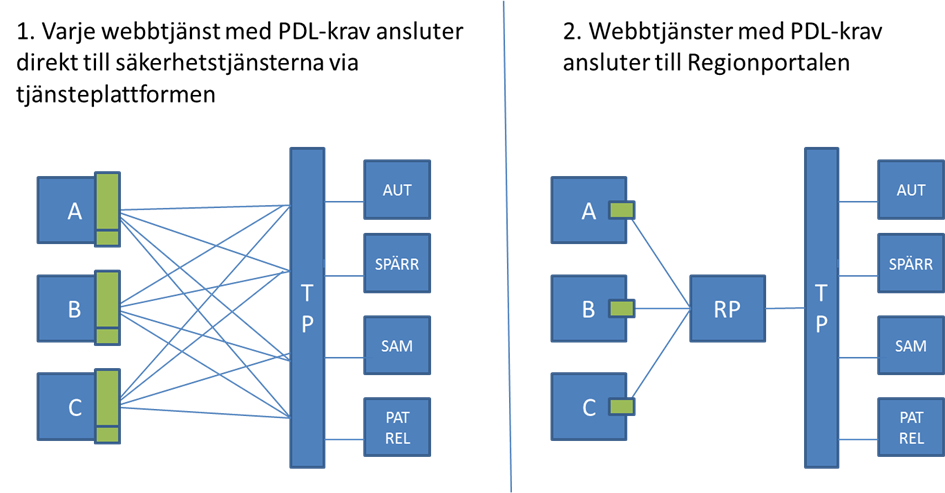 1. Varje webbtjänst med PDL-krav ansluter
direkt till säkerhetstjänsterna via
tjänsteplattformen
A
B
C
T
P
AUT
SPÄRR
SAM
PAT
REL
2. Webbtjänster med PDL-krav
ansluter till Regionportalen
A
B
C
RP
T
P
AUT
SPÄRR
SAM
PAT
REL